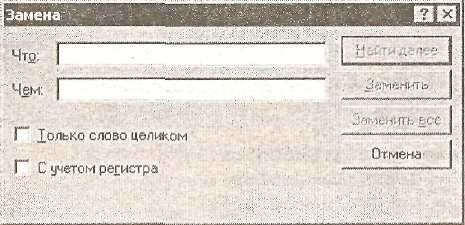 Замена
Что:
Найти далее
Чем:
Заменить
Заменить все
Только слово целиком
Отмена
С учетом регистра